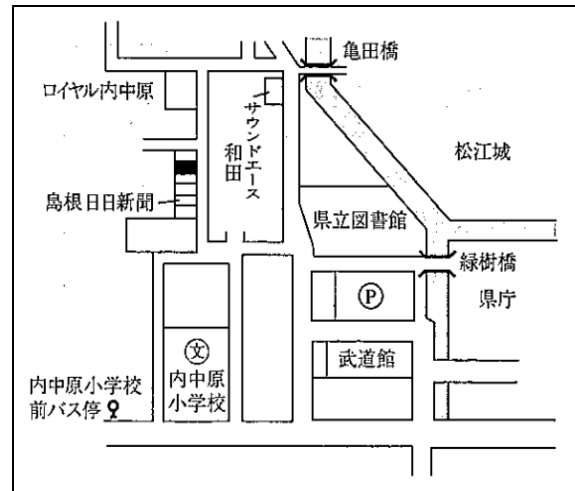 亀田橋
ロイヤル内中原
サウンドエース
和田
松江城
島根日日新聞
県立図書館
緑樹橋
P
県庁
文
武道館
内中原
小学校
内中原小学校
前バス停